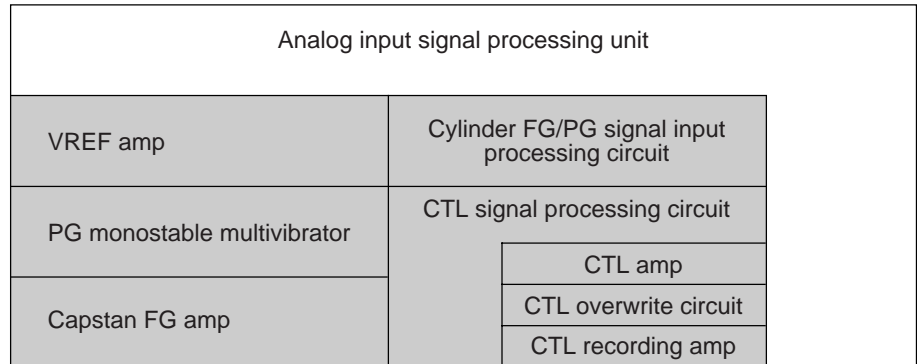 Analog input signal processing unit
VREF amp
Cylinder FG/PG signal input
processing circuit
PG monostable multivibrator
CTL signal processing circuit
CTL amp
Capstan FG amp
CTL overwrite circuit
CTL recording amp